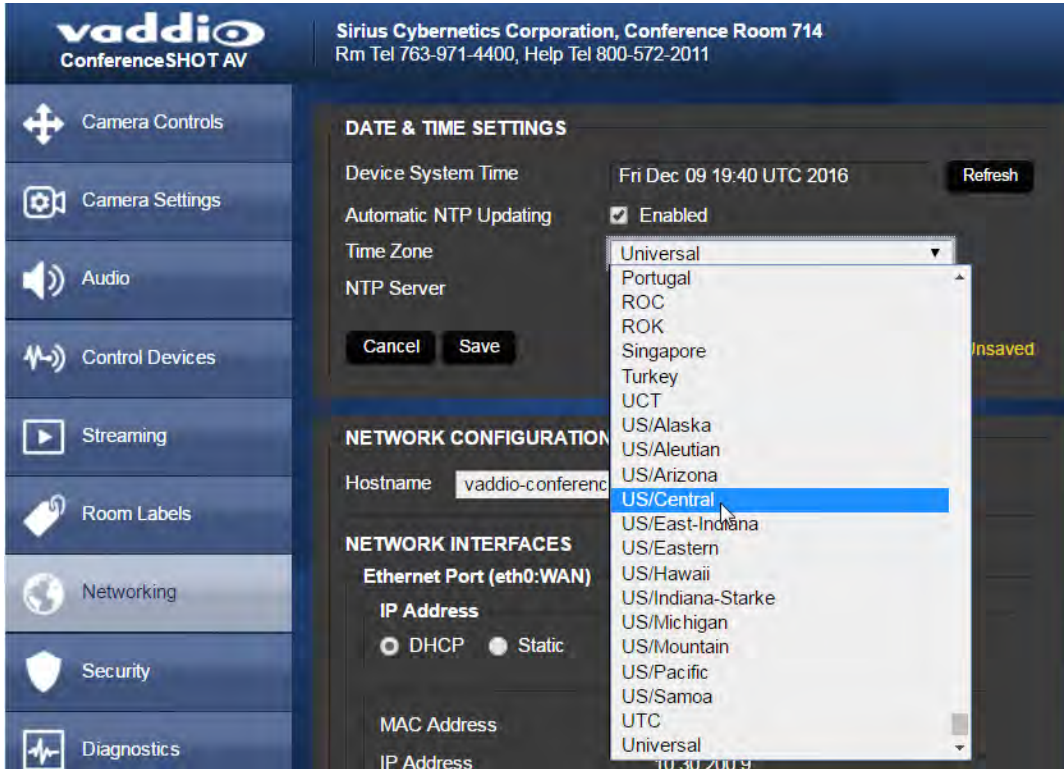 vaddio
ConferenceSHOT AV
Sirius Cybernetics Corporation, Conference Room 714
Rm Tel 763-971-4400, Help Tel 800-572-2011
Camera Controls
Camera Settings
Audio
Control Devices
Streaming
Room Labels
Networking
Security
Diagnostics
DATE & TIME SETTINGS
Device System Time Fri Dec 09 19:40 UTC 2016 Refresh
Automatic NTP Updating Enabled
Time Zone Universal
NTP Server
Cancel Save
Portugal
ROC
ROK
Singapore
Turkey
UCT
US/Alaska
US/Aleutian
US/Arizona
US/Central
US/East-Indiana
US/Eastern
US/Hawaii
US/Indiana-Starke
US/Michigan
US/Mountain
US/Pacific
US/Samoa
UTC
Universal
NETWORK CONFIGURATION
Hostname vaddio-conferenc
NETWORK INTERFACES
Ethernet Port (eth0:WAN)
IP Address
DHCP Static
MAC Address
IP Address 10.30.200.9